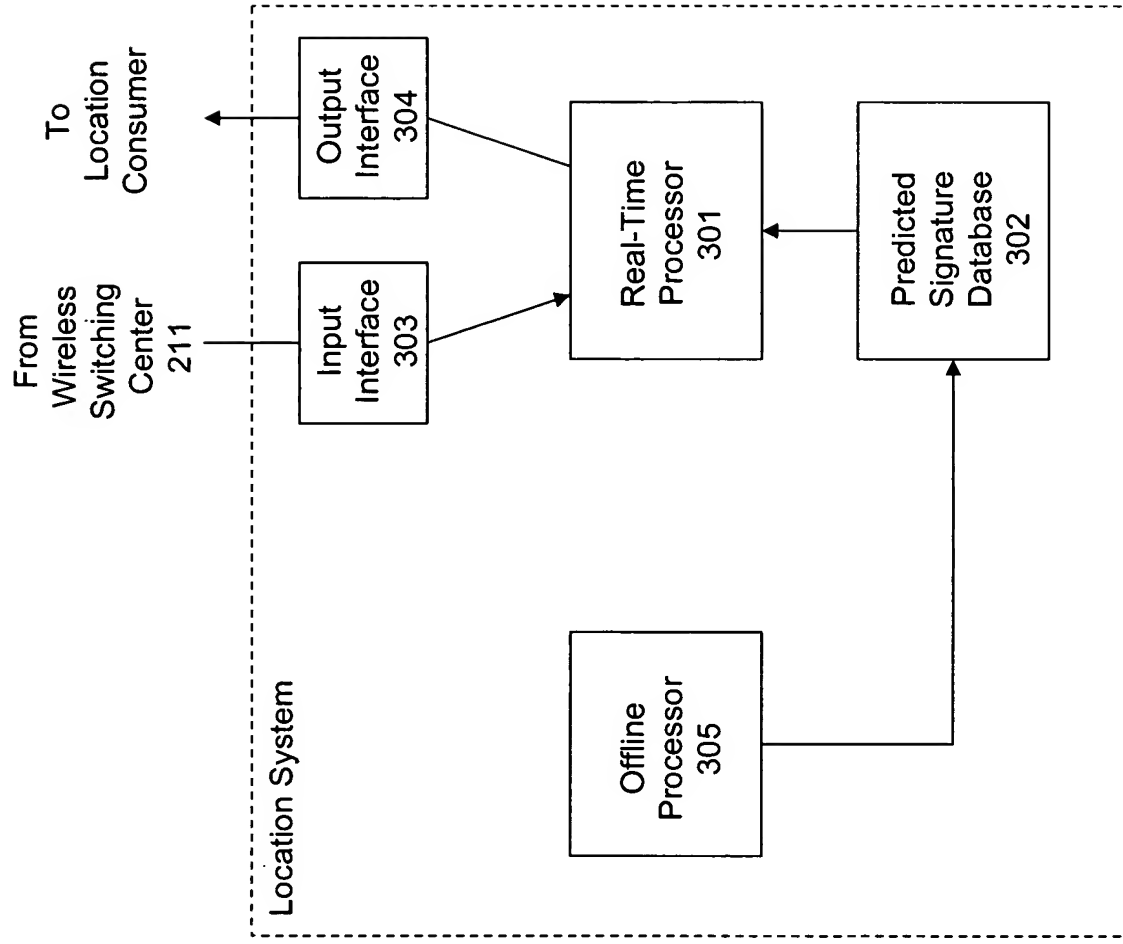 From
Wireless
Switching
Center
211
To
Location
Consumer
Location System
Input
Interface
303
Output
Interface
304
Offline
Processor
305
Real-Time
Processor
301
Predicted
Signature
Database
302